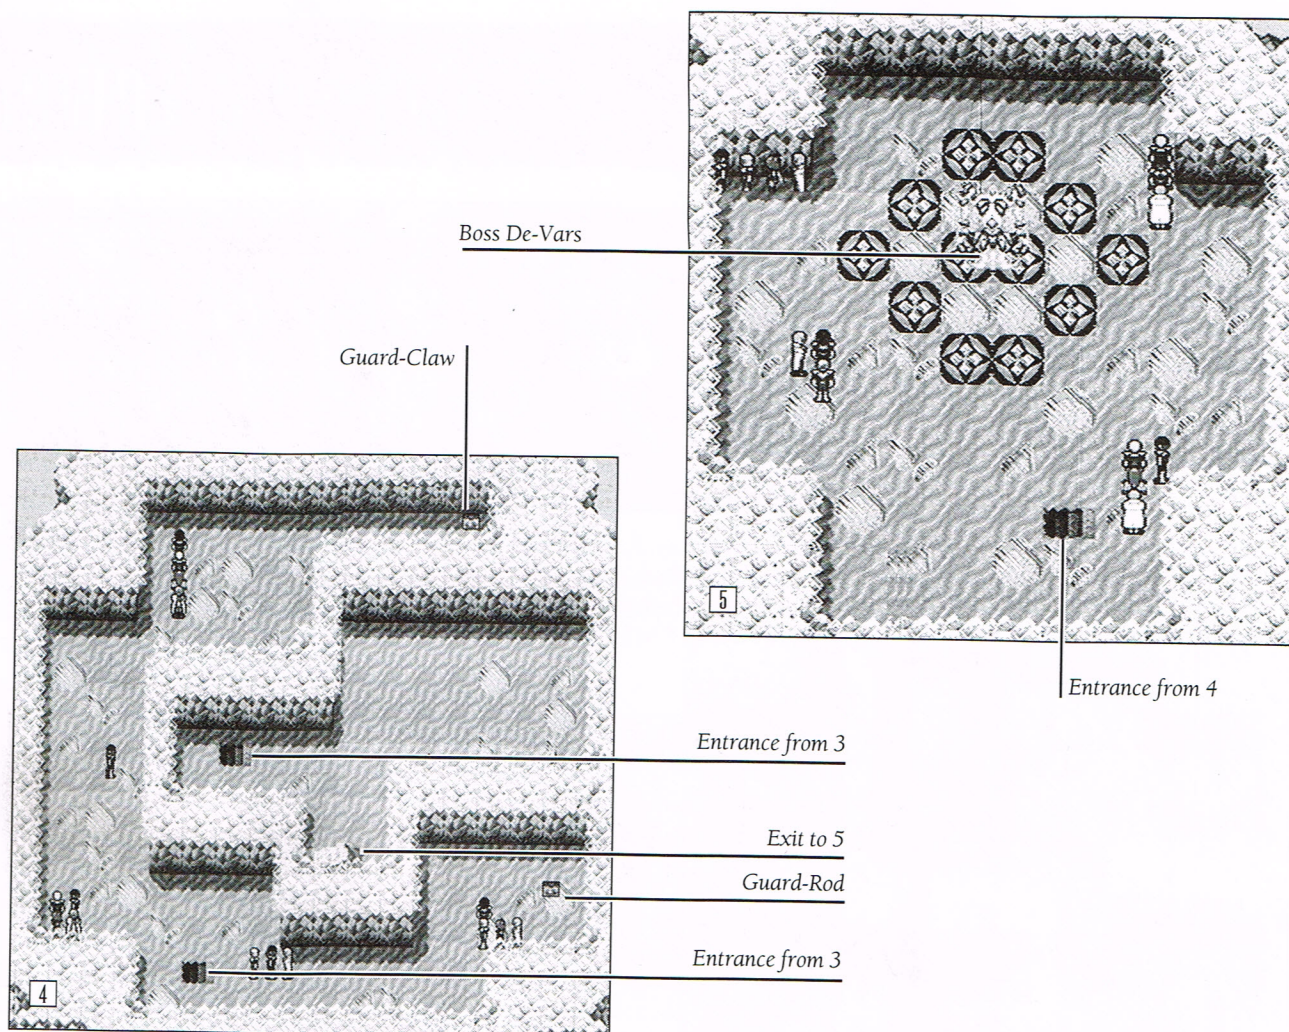 Boss De-Vars
Guard-Claw
5
Entrance from 4
Entrance from 3
Exit to 5
Guard-Rod
Entrance from 3
4